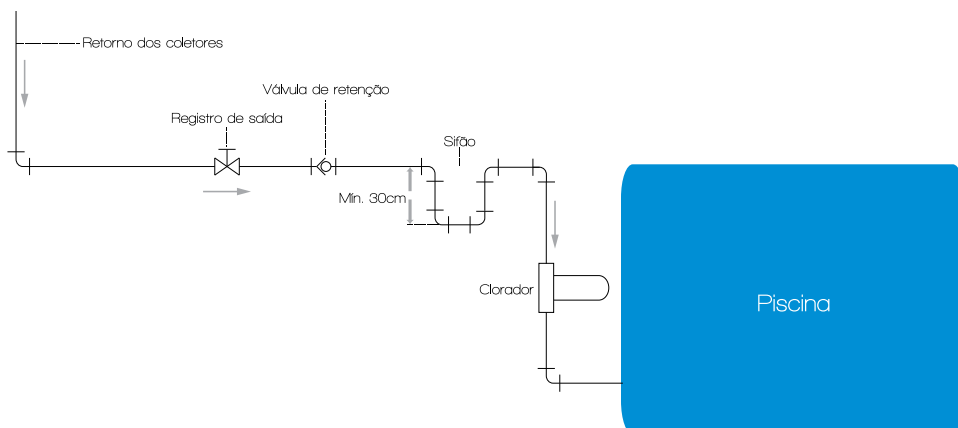 Retorno dos coletores
Válvula de retenção
Registro de saída
Sifão
Mín. 30cm
Clorador
Piscina